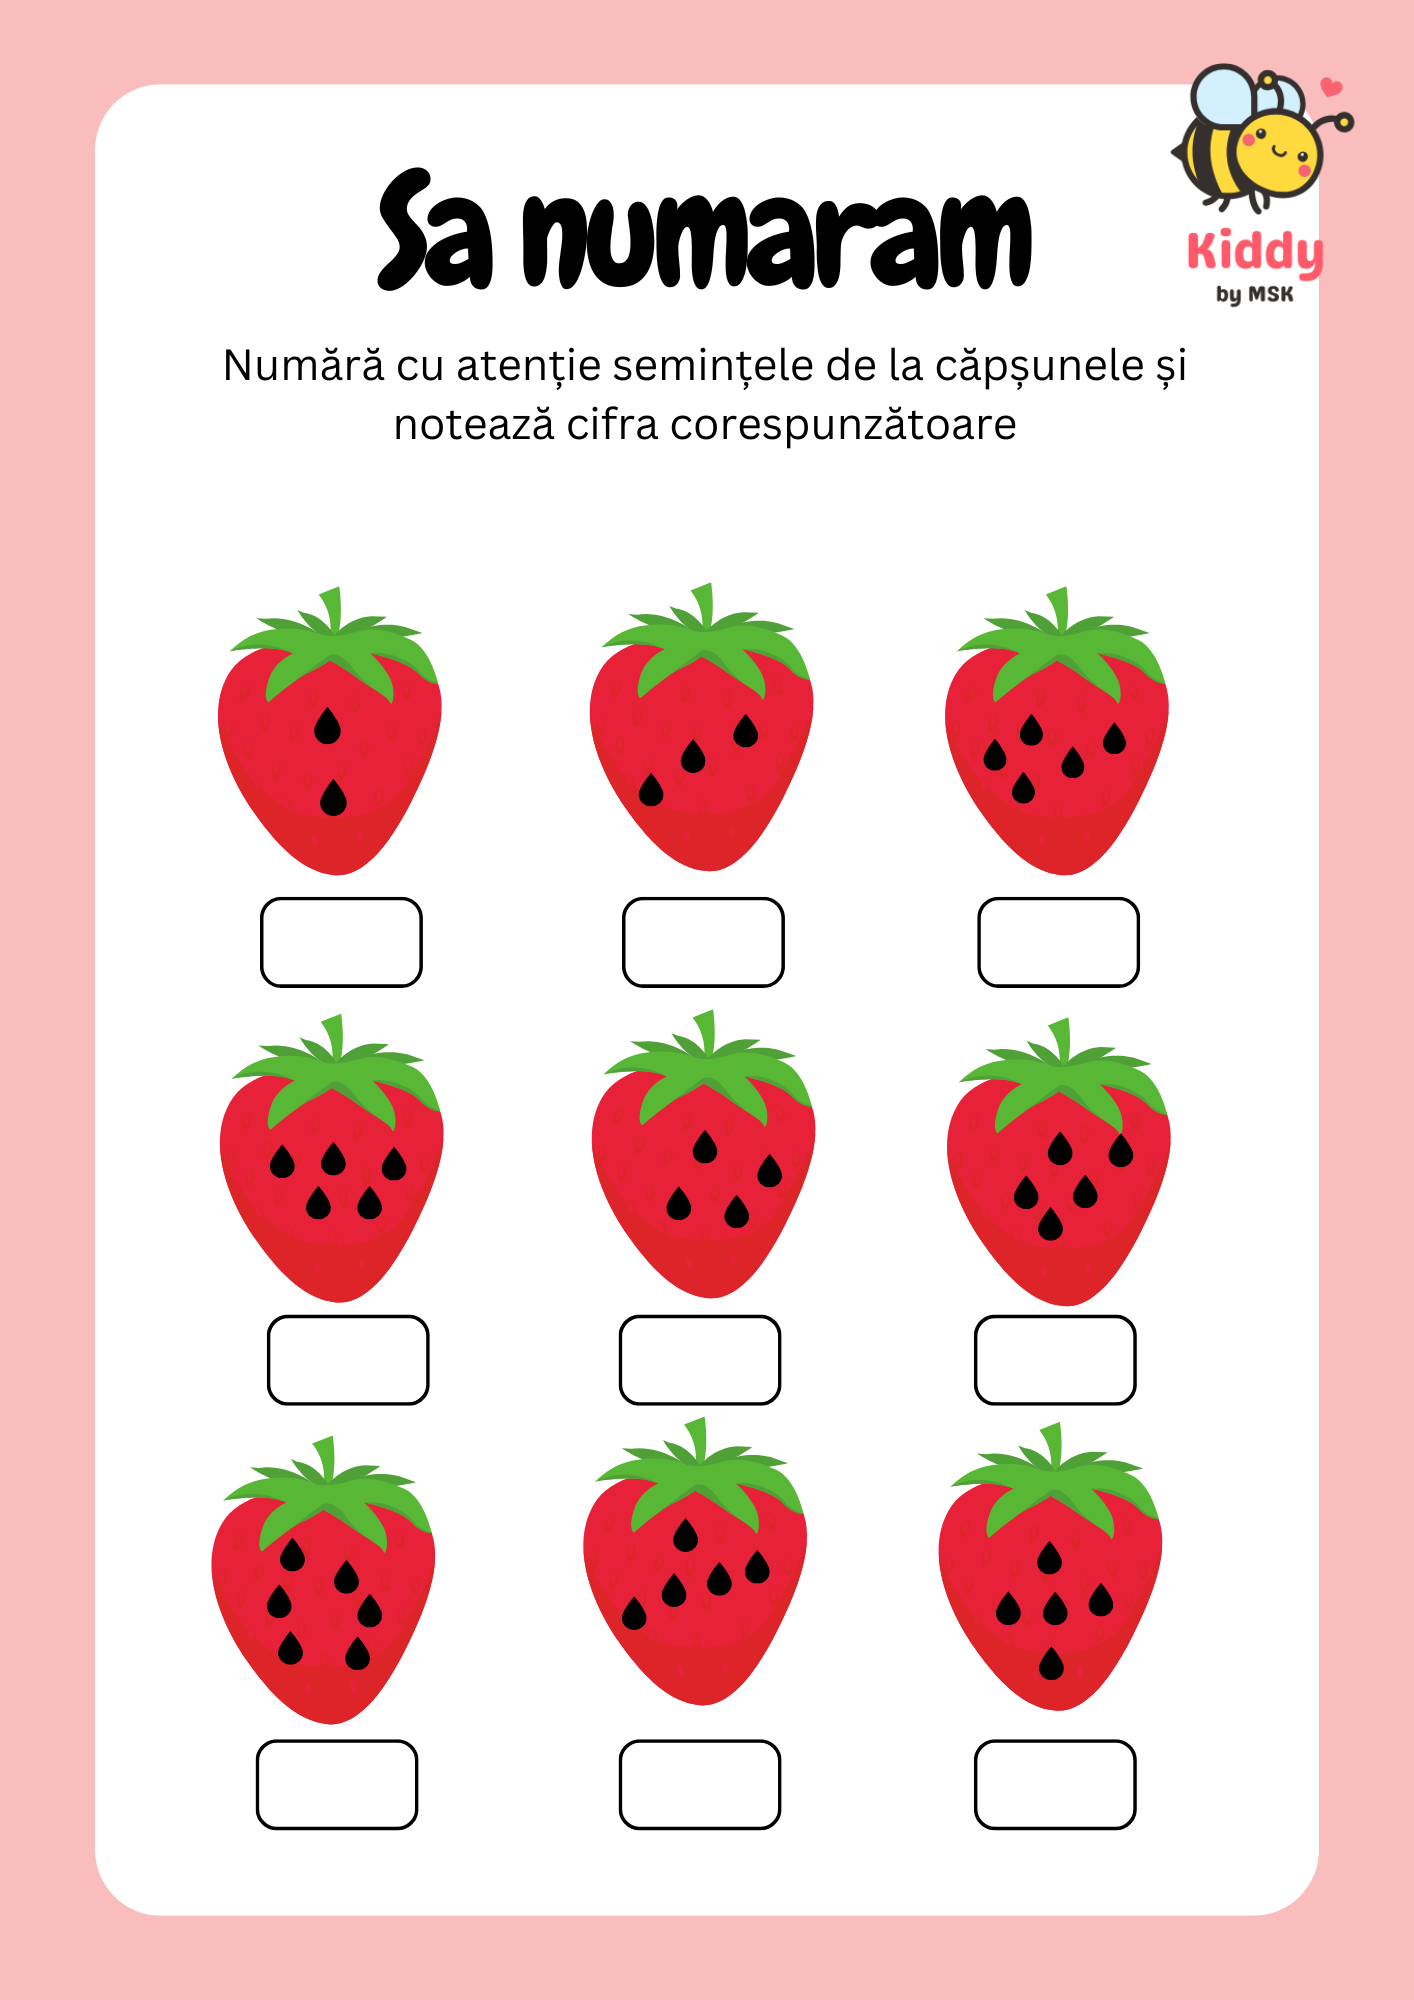 Sa numaram
Kiddy
by MSK
Numără cu atenție semințele de la căpșunele și
notează cifra corespunzătoare